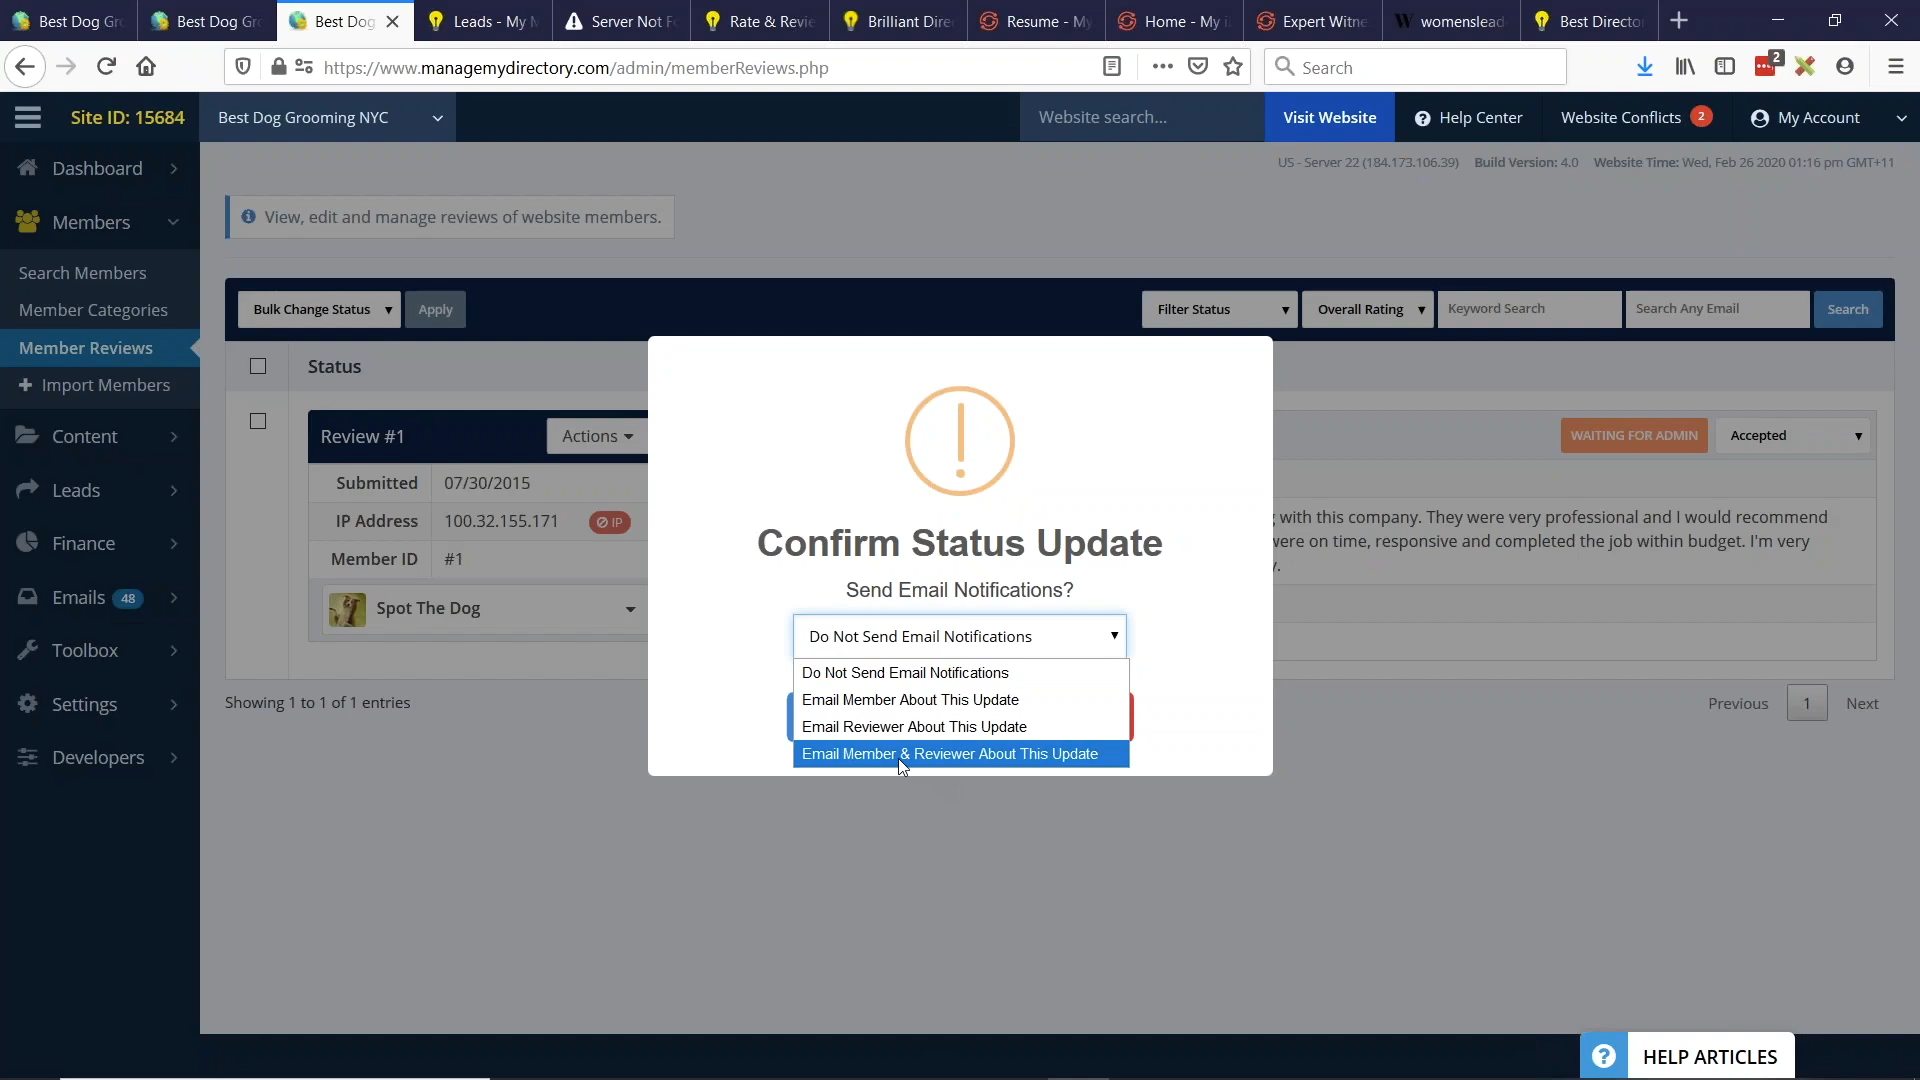 Best Dog Gr
Best Dog Gr
Best Dog
Leads - My
Server Not F
Rate & Revie
Brilliant Dire
Resume - My
Home - My
Expert Witne
womenslead
Best Directo
https://www.managemydirectory.com/admin/memberReviews.php
Search
2
Site ID: 15684
Best Dog Grooming NYC
Website search...
Visit Website
Help Center
Website Conflicts 2
My Account
US - Server 22 (184.173.106.39) Build Version: 4.0 Website Time: Wed, Feb 26 2020 01:16 pm GMT+11
Dashboard
Members
Search Members
Member Categories
Member Reviews
Import Members
Content
Leads
Finance
Emails 48
Toolbox
Settings
Developers
View, edit and manage reviews of website members.
Bulk Change Status
Apply
Filter Status
Overall Rating
Keyword Search
Search Any Email
Search
Status
Review #1
Actions
WAITING FOR ADMIN
Accepted
Submitted 07/30/2015
IP Address 100.32.155.171 IP
Member ID #1
Spot The Dog
with this company. They were very professional and I would recommend
were on time, responsive and completed the job within budget. I'm very
Confirm Status Update
Send Email Notifications?
Do Not Send Email Notifications
Do Not Send Email Notifications
Email Member About This Update
Email Reviewer About This Update
Email Member & Reviewer About This Update
Showing 1 to 1 of 1 entries
Previous 1 Next
? HELP ARTICLES